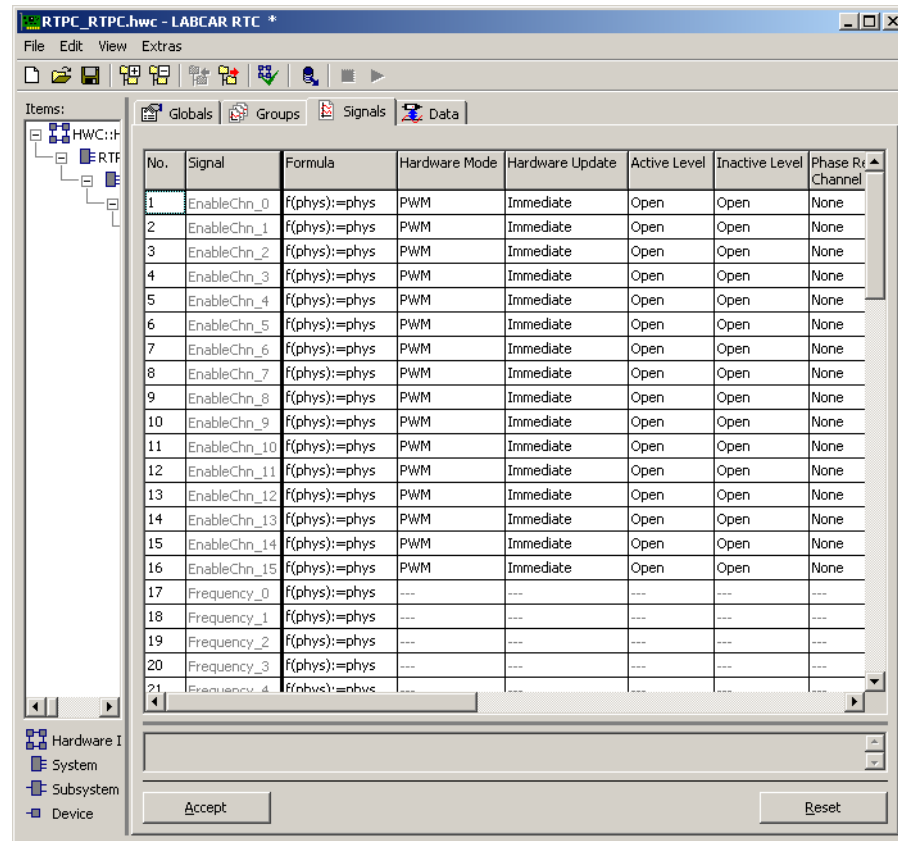 RTPC_RTPC.hwc - LABCAR RTC *
File Edit View Extras
Items:
Globals Groups Signals Data
HWC::H
RTF
No. Signal Formula Hardware Mode Hardware Update Active Level Inactive Level Phase Re
Channel
1 EnableChn_0 f(phys):=phys PWM Immediate Open Open None
2 EnableChn_1 f(phys):=phys PWM Immediate Open Open None
3 EnableChn_2 f(phys):=phys PWM Immediate Open Open None
4 EnableChn_3 f(phys):=phys PWM Immediate Open Open None
5 EnableChn_4 f(phys):=phys PWM Immediate Open Open None
6 EnableChn_5 f(phys):=phys PWM Immediate Open Open None
7 EnableChn_6 f(phys):=phys PWM Immediate Open Open None
8 EnableChn_7 f(phys):=phys PWM Immediate Open Open None
9 EnableChn_8 f(phys):=phys PWM Immediate Open Open None
10 EnableChn_9 f(phys):=phys PWM Immediate Open Open None
11 EnableChn_10 f(phys):=phys PWM Immediate Open Open None
12 EnableChn_11 f(phys):=phys PWM Immediate Open Open None
13 EnableChn_12 f(phys):=phys PWM Immediate Open Open None
14 EnableChn_13 f(phys):=phys PWM Immediate Open Open None
15 EnableChn_14 f(phys):=phys PWM Immediate Open Open None
16 EnableChn_15 f(phys):=phys PWM Immediate Open Open None
17 Frequency_0 f(phys):=phys --- --- --- --- ---
18 Frequency_1 f(phys):=phys --- --- --- --- ---
19 Frequency_2 f(phys):=phys --- --- --- --- ---
20 Frequency_3 f(phys):=phys --- --- --- --- ---
21 Frequency_4 f(phys):=phys --- --- --- --- ---
Hardware I
System
Subsystem
Device
Accept Reset